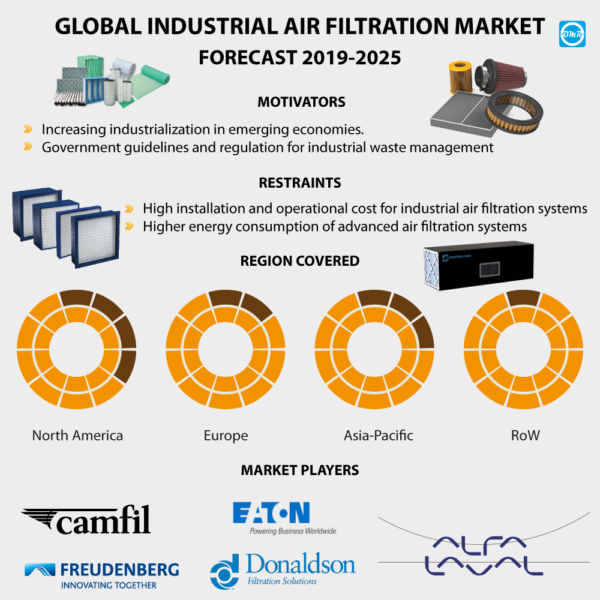 GLOBAL INDUSTRIAL AIR FILTRATION MARKET
DMR
FORECAST 2019-2025
MOTIVATORS
Increasing industrialization in emerging economies.
Government guidelines and regulation for industrial waste management
RESTRAINTS
High installation and operational cost for industrial air filtration systems
Higher energy consumption of advanced air filtration systems
REGION COVERED
North America
Europe
Asia-Pacific
RoW
MARKET PLAYERS
camfil
EATON
Powering Business Worldwide
ALFA
LAVAL
FREUDENBERG
INNOVATING TOGETHER
Donaldson
Filtration Solutions